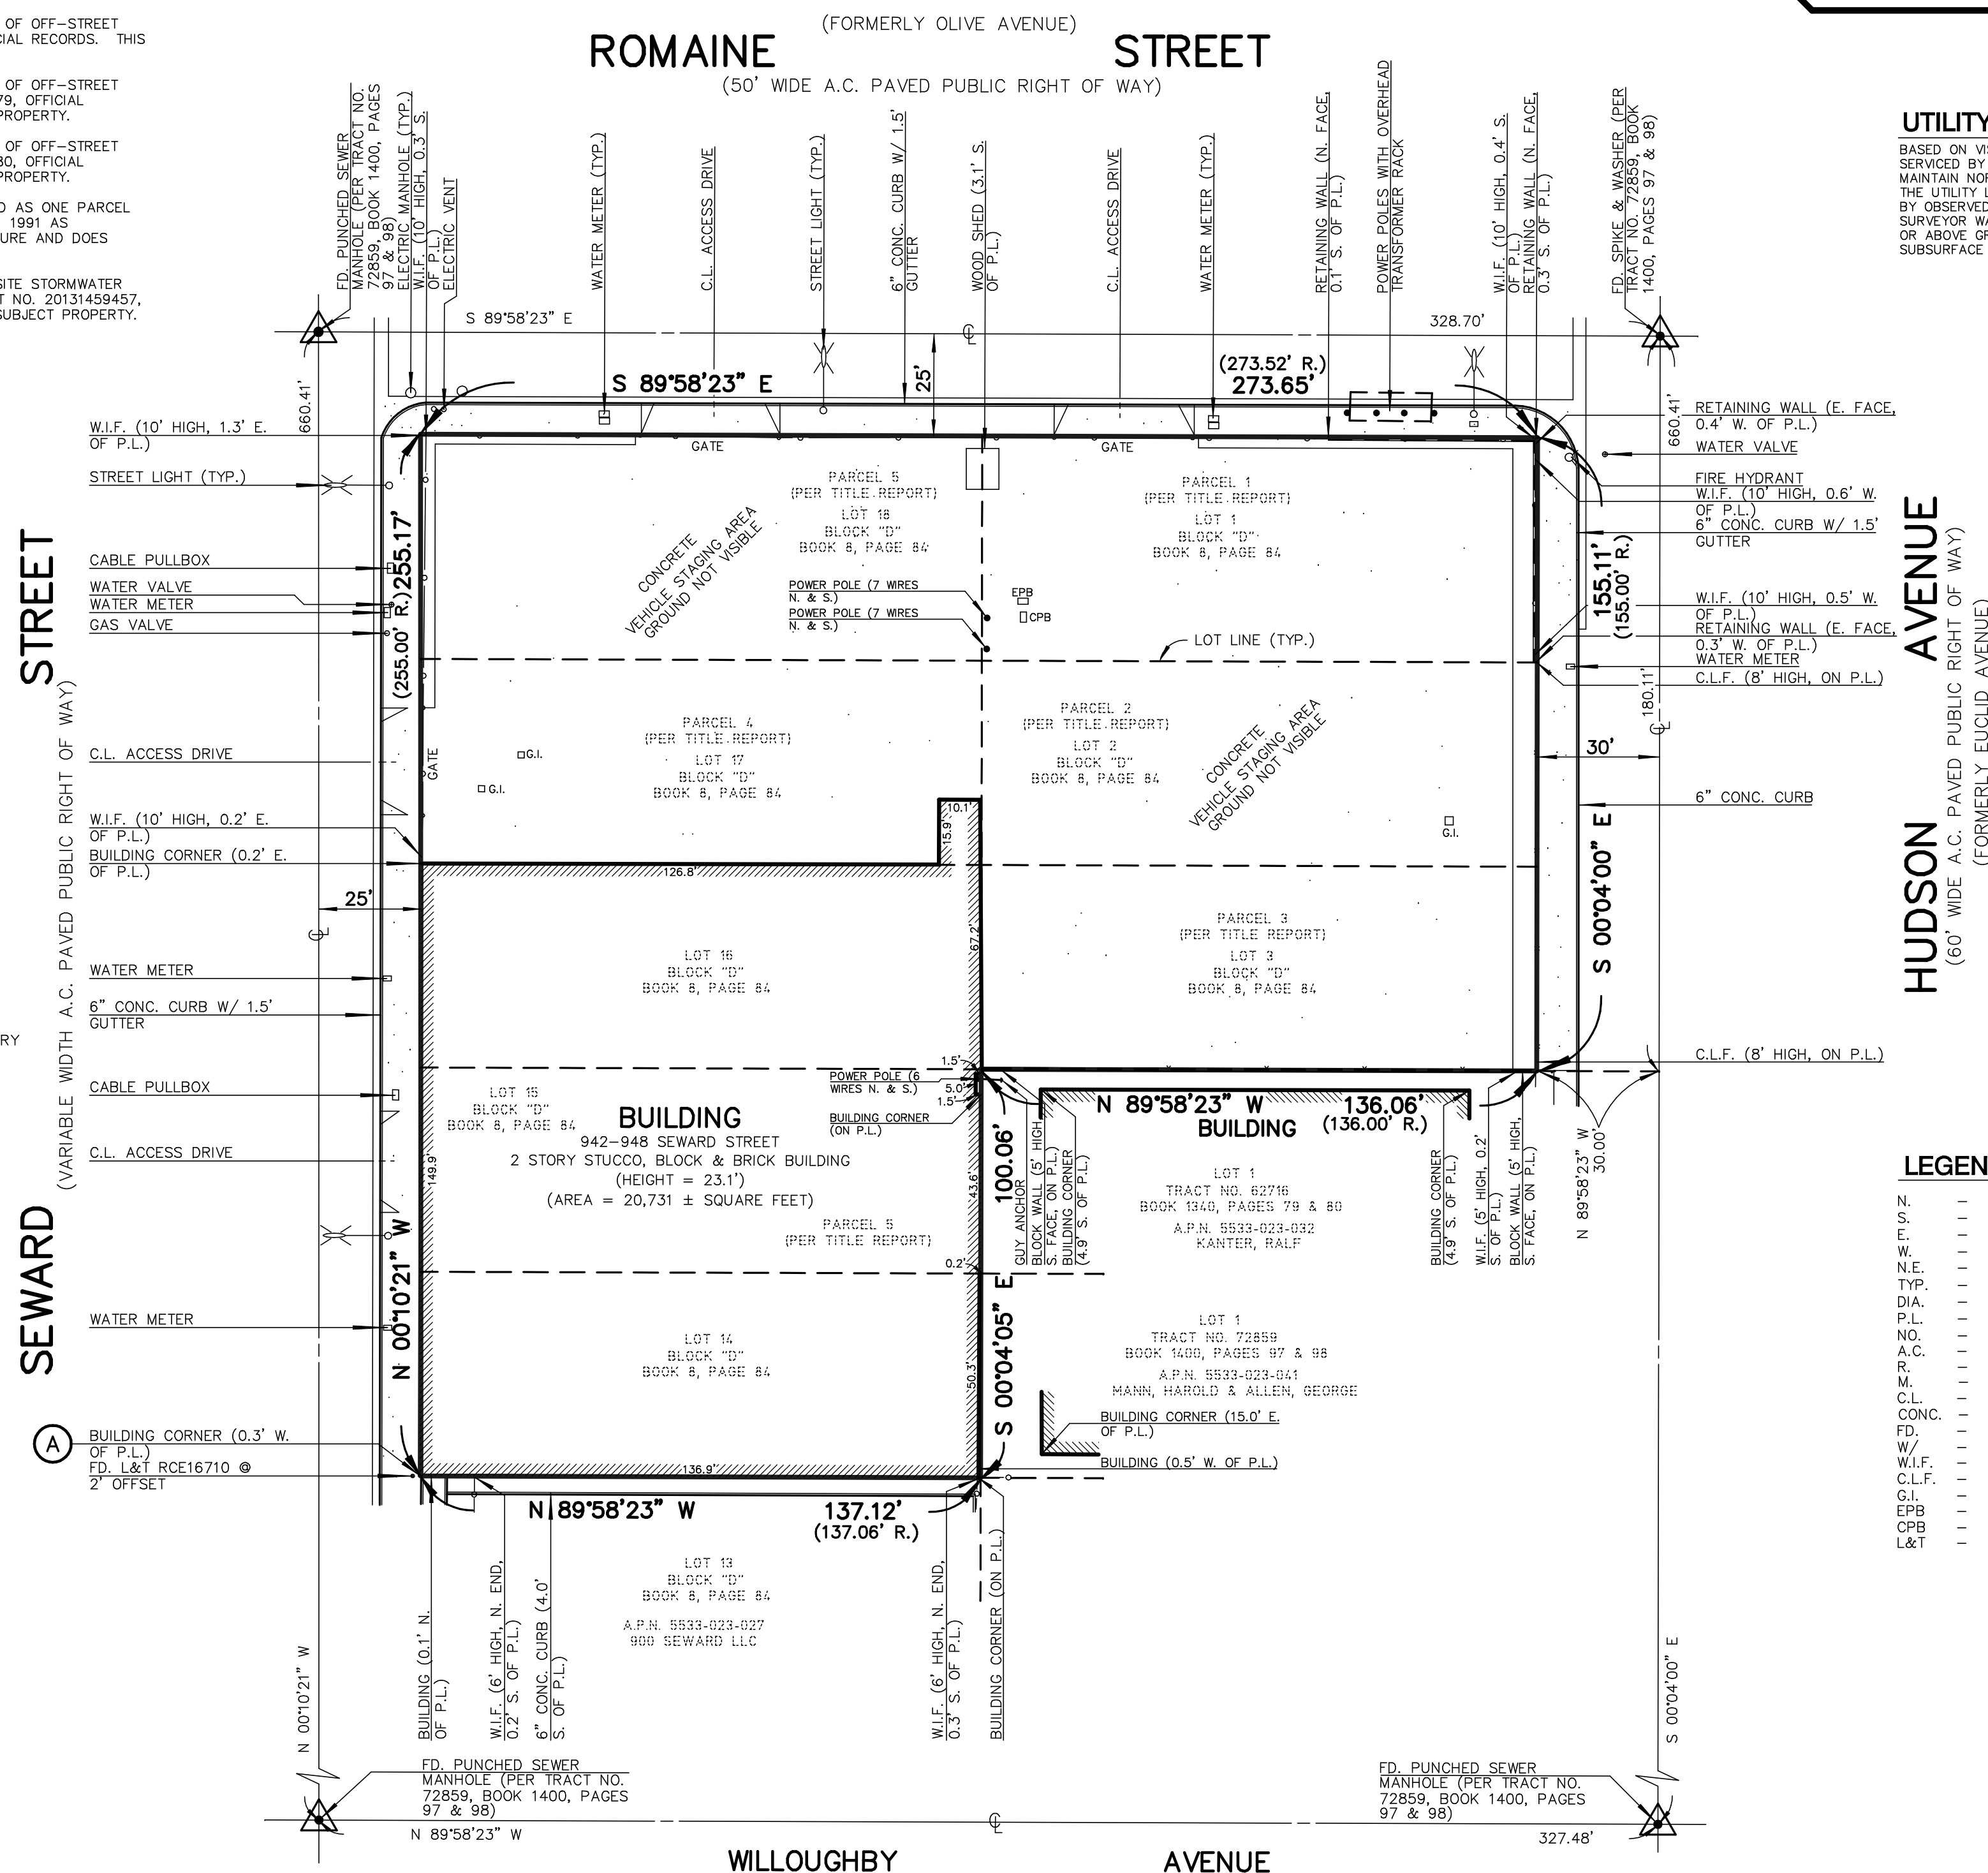 OF OFF-STREET
CIAL RECORDS. THIS
OF OFF-STREET
79, OFFICIAL
PROPERTY.
OF OFF-STREET
80, OFFICIAL
PROPERTY.
D AS ONE PARCEL
1991 AS
URE AND DOES
SITE STORMWATER
T NO. 20131459457,
SUBJECT PROPERTY.
RY
(FORMERLY OLIVE AVENUE)
ROMAINE STREET
(50' WIDE A.C. PAVED PUBLIC RIGHT OF WAY)
FD. PUNCHED SEWER
MANHOLE (PER TRACT NO.
72859, BOOK 1400, PAGES
97 & 98)
ELECTRIC MANHOLE (TYP.)
W.I.F. (10' HIGH, 0.3' S.
OF P.L.)
ELECTRIC VENT
WATER METER (TYP.)
C.L. ACCESS DRIVE
STREET LIGHT (TYP.)
6" CONC. CURB W/ 1.5'
GUTTER
WOOD SHED (3.1' S.
OF P.L.)
C.L. ACCESS DRIVE
WATER METER (TYP.)
RETAINING WALL (N. FACE,
0.1' S. OF P.L.)
POWER POLES WITH OVERHEAD
TRANSFORMER RACK
W.I.F. (10' HIGH, 0.4' S.
OF P.L.)
RETAINING WALL (N. FACE,
0.3' S. OF P.L.)
FD. SPIKE & WASHER (PER
TRACT NO. 72859, BOOK
1400, PAGES 97 & 98)
UTILITY
BASED ON VIS
SERVICED BY
MAINTAIN NOR
THE UTILITY L
BY OBSERVED
SURVEYOR WA
OR ABOVE GR
SUBSURFACE
S 89°58'23" E
328.70'
S 89°58'23" E
25'
(273.52' R.)
273.65'
660.41'
660.41'
W.I.F. (10' HIGH, 1.3' E.
OF P.L.)
STREET LIGHT (TYP.)
CABLE PULLBOX
WATER VALVE
WATER METER
GAS VALVE
C.L. ACCESS DRIVE
W.I.F. (10' HIGH, 0.2' E.
OF P.L.)
BUILDING CORNER (0.2' E.
OF P.L.)
25'
WATER METER
6" CONC. CURB W/ 1.5'
GUTTER
CABLE PULLBOX
C.L. ACCESS DRIVE
WATER METER
A
BUILDING CORNER (0.3' W.
OF P.L.)
FD. L&T RCE16710 @
2' OFFSET
SEWARD STREET
(VARIABLE WIDTH A.C. PAVED PUBLIC RIGHT OF WAY)
(255.00' R.) 255.17'
N 00°10'21" W
GATE
GATE
GATE
PARCEL 5
(PER TITLE REPORT)
LOT 18
BLOCK "D"
BOOK 8, PAGE 84
PARCEL 1
(PER TITLE REPORT)
LOT 1
BLOCK "D"
BOOK 8, PAGE 84
CONCRETE
VEHICLE STAGING AREA
GROUND NOT VISIBLE
POWER POLE (7 WIRES
N. & S.)
POWER POLE (7 WIRES
N. & S.)
EPB
CPB
LOT LINE (TYP.)
PARCEL 4
(PER TITLE REPORT)
LOT 17
BLOCK "D"
BOOK 8, PAGE 84
G.I.
G.I.
PARCEL 2
(PER TITLE REPORT)
LOT 2
BLOCK "D"
BOOK 8, PAGE 84
CONCRETE
VEHICLE STAGING AREA
GROUND NOT VISIBLE
G.I.
10.1'
15.9'
126.8'
67.2'
LOT 16
BLOCK "D"
BOOK 8, PAGE 84
PARCEL 3
(PER TITLE REPORT)
LOT 3
BLOCK "D"
BOOK 8, PAGE 84
LOT 15
BLOCK "D"
BOOK 8, PAGE 84
BUILDING
942-948 SEWARD STREET
2 STORY STUCCO, BLOCK & BRICK BUILDING
(HEIGHT = 23.1')
(AREA = 20,731 ± SQUARE FEET)
PARCEL 5
(PER TITLE REPORT)
149.9'
1.5'
POWER POLE (6
WIRES N. & S.)
5.0'
1.5'
BUILDING CORNER
(ON P.L.)
43.6'
0.2'
50.3'
LOT 14
BLOCK "D"
BOOK 8, PAGE 84
136.9'
100.06'
S 00°04'05" E
GUY ANCHOR
BLOCK WALL (5' HIGH,
S. FACE, ON P.L.)
BUILDING CORNER
(4.9' S. OF P.L.)
N 89°58'23" W
136.06'
(136.00' R.)
BUILDING
LOT 1
TRACT NO. 62716
BOOK 1340, PAGES 79 & 80
A.P.N. 5533-023-032
KANTER, RALF
BUILDING CORNER
(4.9' S. OF P.L.)
W.I.F. (5' HIGH, 0.2'
S. OF P.L.)
BLOCK WALL (5' HIGH,
S. FACE, ON P.L.)
N 89°58'23" W
30.00'
LOT 1
TRACT NO. 72859
BOOK 1400, PAGES 97 & 98
A.P.N. 5533-023-041
MANN, HAROLD & ALLEN, GEORGE
BUILDING CORNER (15.0' E.
OF P.L.)
BUILDING (0.5' W. OF P.L.)
RETAINING WALL (E. FACE,
0.4' W. OF P.L.)
WATER VALVE
FIRE HYDRANT
W.I.F. (10' HIGH, 0.6' W.
OF P.L.)
6" CONC. CURB W/ 1.5'
GUTTER
W.I.F. (10' HIGH, 0.5' W.
OF P.L.)
RETAINING WALL (E. FACE,
0.3' W. OF P.L.)
WATER METER
C.L.F. (8' HIGH, ON P.L.)
6" CONC. CURB
C.L.F. (8' HIGH, ON P.L.)
155.11'
(155.00' R.)
S 00°04'00" E
180.11'
30'
HUDSON AVENUE
(60' WIDE A.C. PAVED PUBLIC RIGHT OF WAY)
(FORMERLY EUCLID AVENUE)
LEGEN
N. -
S. -
E. -
W. -
N.E. -
TYP. -
DIA. -
P.L. -
NO. -
A.C. -
R. -
M. -
C.L. -
CONC. -
FD. -
W/ -
W.I.F. -
C.L.F. -
G.I. -
EPB -
CPB -
L&T -
N 89°58'23" W
137.12'
(137.06' R.)
LOT 13
BLOCK "D"
BOOK 8, PAGE 84
A.P.N. 5533-023-027
900 SEWARD LLC
BUILDING (0.1' N.
OF P.L.)
W.I.F. (6' HIGH, N. END,
0.2' S. OF P.L.)
6" CONC. CURB (4.0'
S. OF P.L.)
W.I.F. (6' HIGH, N. END,
0.3' S. OF P.L.)
BUILDING CORNER (ON P.L.)
N 00°10'21" W
S 00°04'00" E
FD. PUNCHED SEWER
MANHOLE (PER TRACT NO.
72859, BOOK 1400, PAGES
97 & 98)
FD. PUNCHED SEWER
MANHOLE (PER TRACT NO.
72859, BOOK 1400, PAGES
97 & 98)
N 89°58'23" W
327.48'
WILLOUGHBY AVENUE